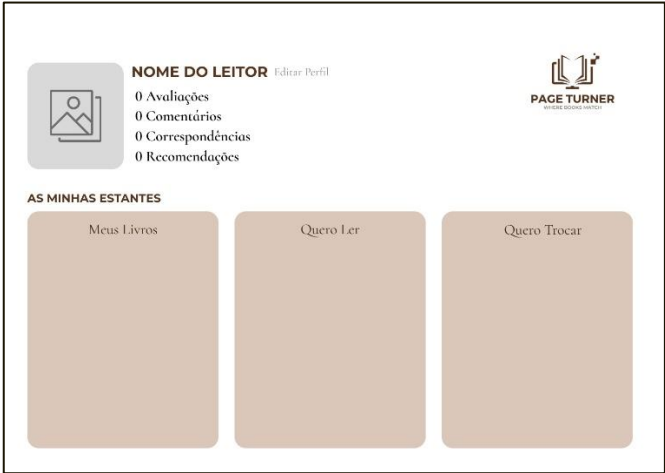 NOME DO LEITOR Editar Perfil
0 Avaliações
0 Comentários
0 Correspondências
0 Recomendações
PAGE TURNER
WHERE BOOKS MATCH
AS MINHAS ESTANTES
Meus Livros
Quero Ler
Quero Trocar